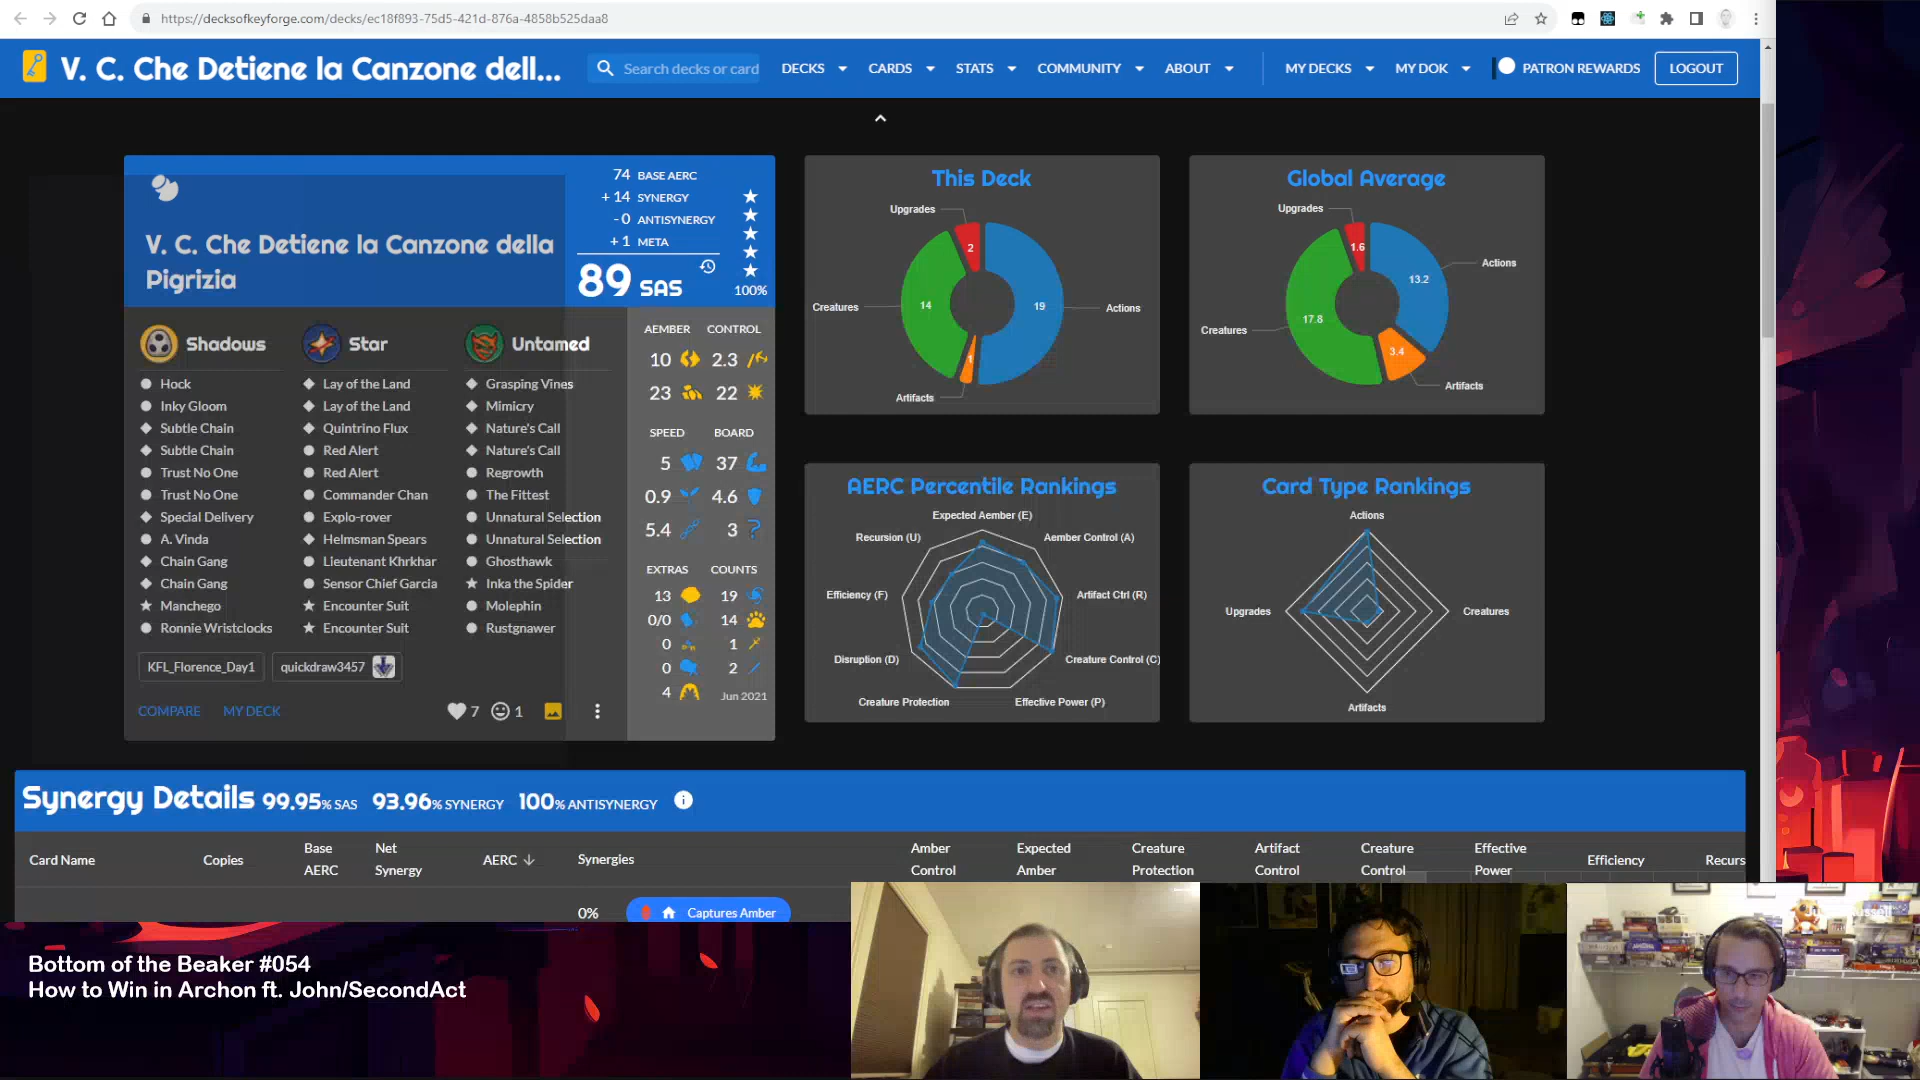 https://decksofkeyforge.com/decks/ec18f893-75d5-421d-876a-4858b525daa8
V. C. Che Detiene la Canzone dell...
Search decks or card
DECKS
CARDS
STATS
COMMUNITY
ABOUT
MY DECKS
MY DOK
PATRON REWARDS
LOGOUT
V. C. Che Detiene la Canzone della
Pigrizia
74 BASE AERC
+ 14 SYNERGY
- 0 ANTISYNERGY
+ 1 META
89 SAS
100%
Shadows
Hock
Inky Gloom
Subtle Chain
Subtle Chain
Trust No One
Trust No One
Special Delivery
A. Vinda
Chain Gang
Chain Gang
Manchego
Ronnie Wristclocks
Star
Lay of the Land
Lay of the Land
Quintrino Flux
Red Alert
Red Alert
Commander Chan
Explo-rover
Helmsman Spears
Lieutenant Khrkhar
Sensor Chief Garcia
Encounter Suit
Encounter Suit
Untamed
Grasping Vines
Mimicry
Nature's Call
Nature's Call
Regrowth
The Fittest
Unnatural Selection
Unnatural Selection
Ghosthawk
Inka the Spider
Molephin
Rustgnawer
AEMBER CONTROL
10 2.3
23 22
SPEED BOARD
5 37
0.9 4.6
5.4 3
EXTRAS COUNTS
13 19
0/0 14
0 1
0 2
4 Jun 2021
KFL_Florence_Day1
quickdraw3457
COMPARE
MY DECK
7
1
This Deck
Upgrades
2
Creatures
14
19
Actions
1
Artifacts
Global Average
Upgrades
1.6
13.2
Actions
17.8
Creatures
3.4
Artifacts
AERC Percentile Rankings
Expected Aember (E)
Recursion (U)
Aember Control (A)
Efficiency (F)
Artifact Ctrl (R)
Disruption (D)
Creature Control (C)
Creature Protection
Effective Power (P)
Card Type Rankings
Actions
Upgrades
Creatures
Artifacts
Synergy Details 99.95% SAS 93.96% SYNERGY 100% ANTISYNERGY
Card Name
Copies
Base
AERC
Net
Synergy
AERC
Synergies
Amber
Control
Expected
Amber
Creature
Protection
Artifact
Control
Creature
Control
Effective
Power
Efficiency
Recurs
0%
Captures Amber
Bottom of the Beaker #054
How to Win in Archon ft. John/SecondAct